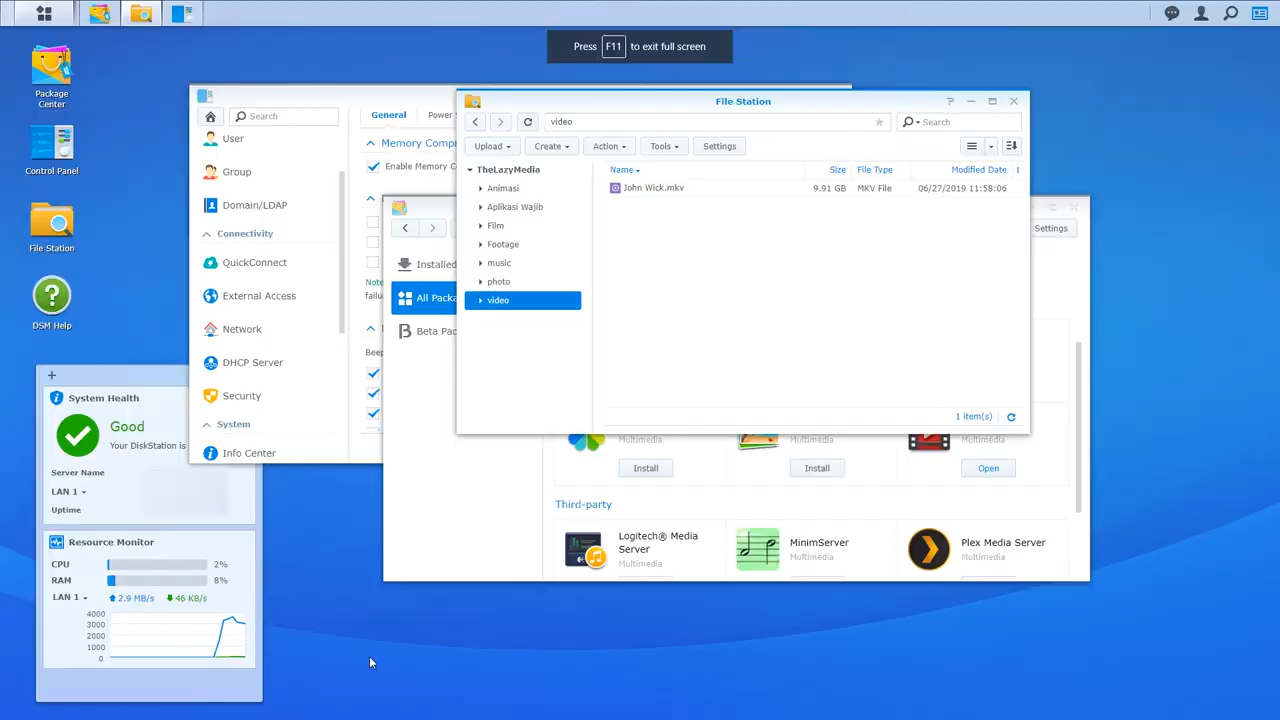 Press F11 to exit full screen
Package
Center
Control Panel
File Station
DSM Help
Search
User
Group
Domain/LDAP
Connectivity
QuickConnect
External Access
Network
DHCP Server
Security
System
Info Center
General
Power
Memory Comp
Enable Memory C
Note
failu
Beep
Installed
All Packa
Beta Pac
Settings
File Station
video
Search
Upload
Create
Action
Tools
Settings
TheLazyMedia
Animasi
Aplikasi Wajib
Film
Footage
music
photo
video
Name Size File Type Modified Date
John Wick.mkv 9.91 GB MKV File 06/27/2019 11:58:06
1 item(s)
Multimedia
Multimedia
Multimedia
Install
Install
Open
Third-party
Logitech® Media
Server
Multimedia
MinimServer
Multimedia
Plex Media Server
Multimedia
System Health
Good
Your DiskStation is
Server Name
LAN 1
Uptime
Resource Monitor
CPU 2%
RAM 8%
LAN 1 2.9 MB/s 46 KB/s
4000
3000
2000
1000
0